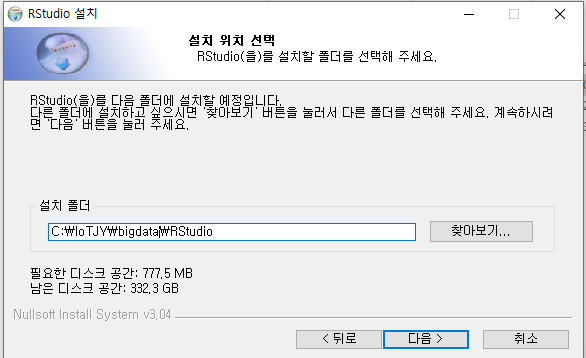 RStudio 설치
설치 위치 선택
RStudio(을)를 설치할 폴더를 선택해 주세요.
RStudio(을)를 다음 폴더에 설치할 예정입니다.
다른 폴더에 설치하고 싶으시면 '찾아보기' 버튼을 눌러서 다른 폴더를 선택해 주세요. 계속하시려
면 '다음' 버튼을 눌러 주세요.
설치 폴더
C:₩IoTJY₩bigdata₩RStudio
찾아보기...
필요한 디스크 공간: 777.5 MB
남은 디스크 공간: 332.3 GB
Nullsoft Install System v3.04
< 뒤로
다음 >
취소